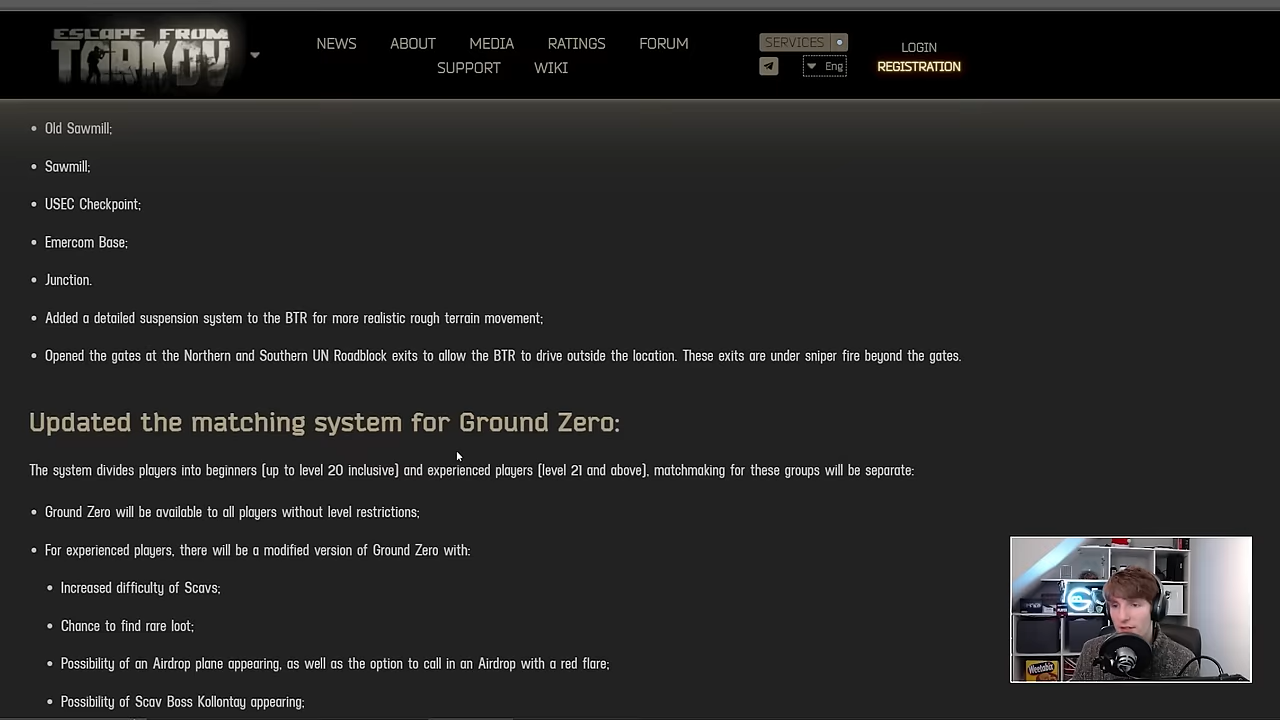 ESCAPE FROM
TARKOV
NEWS ABOUT MEDIA RATINGS FORUM
SUPPORT WIKI
SERVICES
Eng
LOGIN
REGISTRATION
• Old Sawmill;
• Sawmill;
• USEC Checkpoint;
• Emercom Base;
• Junction.
• Added a detailed suspension system to the BTR for more realistic rough terrain movement;
• Opened the gates at the Northern and Southern UN Roadblock exits to allow the BTR to drive outside the location. These exits are under sniper fire beyond the gates.
Updated the matching system for Ground Zero:
The system divides players into beginners (up to level 20 inclusive) and experienced players (level 21 and above), matchmaking for these groups will be separate:
• Ground Zero will be available to all players without level restrictions;
• For experienced players, there will be a modified version of Ground Zero with:
• Increased difficulty of Scavs;
• Chance to find rare loot;
• Possibility of an Airdrop plane appearing, as well as the option to call in an Airdrop with a red flare;
• Possibility of Scav Boss Kollontay appearing;
Weetabix